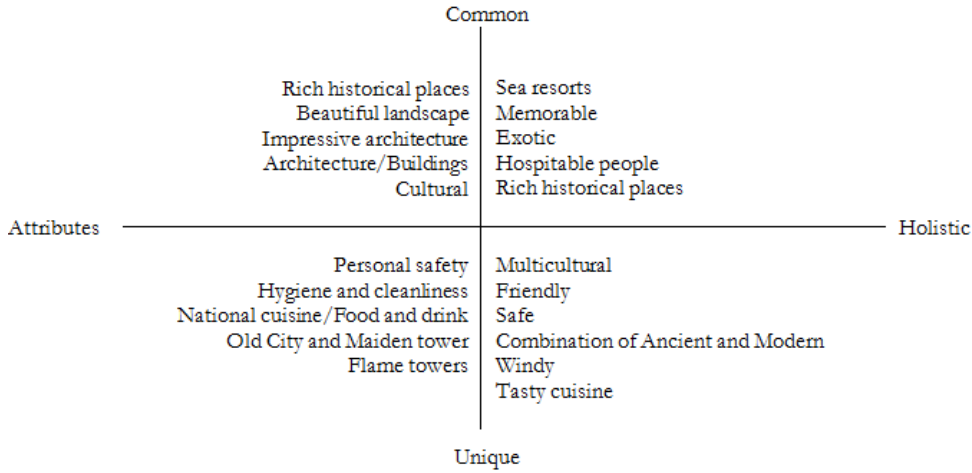 Common
Rich historical places
Beautiful landscape
Impressive architecture
Architecture/Buildings
Cultural
Sea resorts
Memorable
Exotic
Hospitable people
Rich historical places
Attributes
Holistic
Personal safety
Hygiene and cleanliness
National cuisine/Food and drink
Old City and Maiden tower
Flame towers
Multicultural
Friendly
Safe
Combination of Ancient and Modern
Windy
Tasty cuisine
Unique